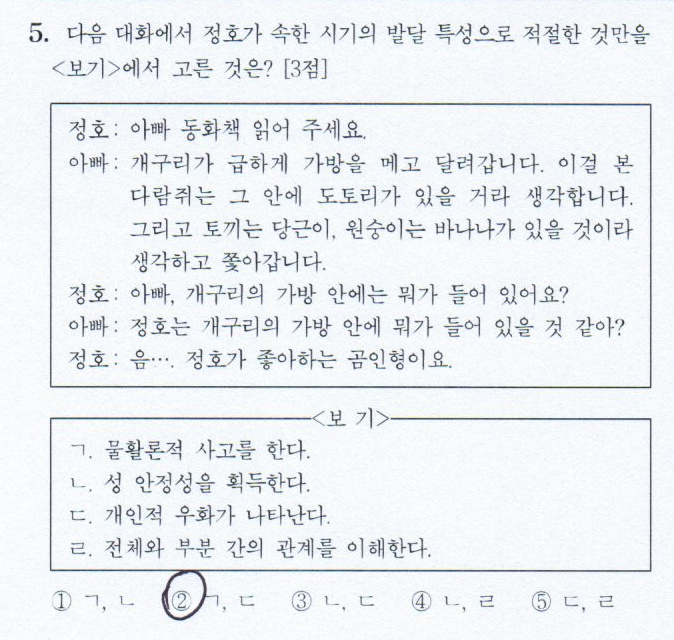 5. 다음 대화에서 정호가 속한 시기의 발달 특성으로 적절한 것만을
<보기>에서 고른 것은? [3점]
정호: 아빠 동화책 읽어 주세요.
아빠: 개구리가 급하게 가방을 메고 달려갑니다. 이걸 본
다람쥐는 그 안에 도토리가 있을 거라 생각합니다.
그리고 토끼는 당근이, 원숭이는 바나나가 있을 것이라
생각하고 쫓아갑니다.
정호: 아빠, 개구리의 가방 안에는 뭐가 들어 있어요?
아빠: 정호는 개구리의 가방 안에 뭐가 들어 있을 것 같아?
정호: 음…. 정호가 좋아하는 곰인형이요.
<보 기>
ㄱ. 물활론적 사고를 한다.
ㄴ. 성 안정성을 획득한다.
ㄷ. 개인적 우화가 나타난다.
ㄹ. 전체와 부분 간의 관계를 이해한다.
① ㄱ, ㄴ ② ㄱ, ㄷ ③ ㄴ, ㄷ ④ ㄴ, ㄹ ⑤ ㄷ, ㄹ